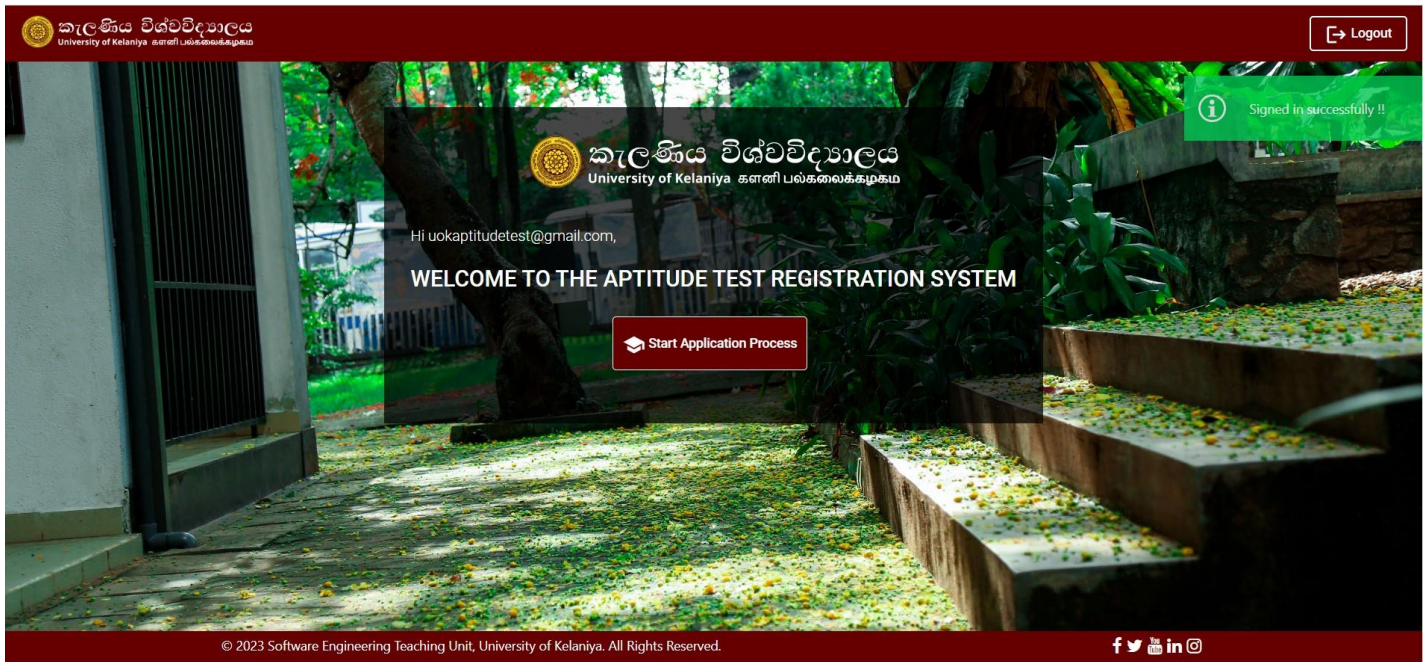 කැලණිය විශ්වවිද්‍යාලය
University of Kelaniya களனி பல்கலைக்கழகம
Logout
Signed in successfully !!
කැලණිය විශ්වවිද්‍යාලය
University of Kelaniya களனி பல்கலைக்கழகம
Hi uokaptitudetest@gmail.com,
WELCOME TO THE APTITUDE TEST REGISTRATION SYSTEM
Start Application Process
© 2023 Software Engineering Teaching Unit, University of Kelaniya. All Rights Reserved.